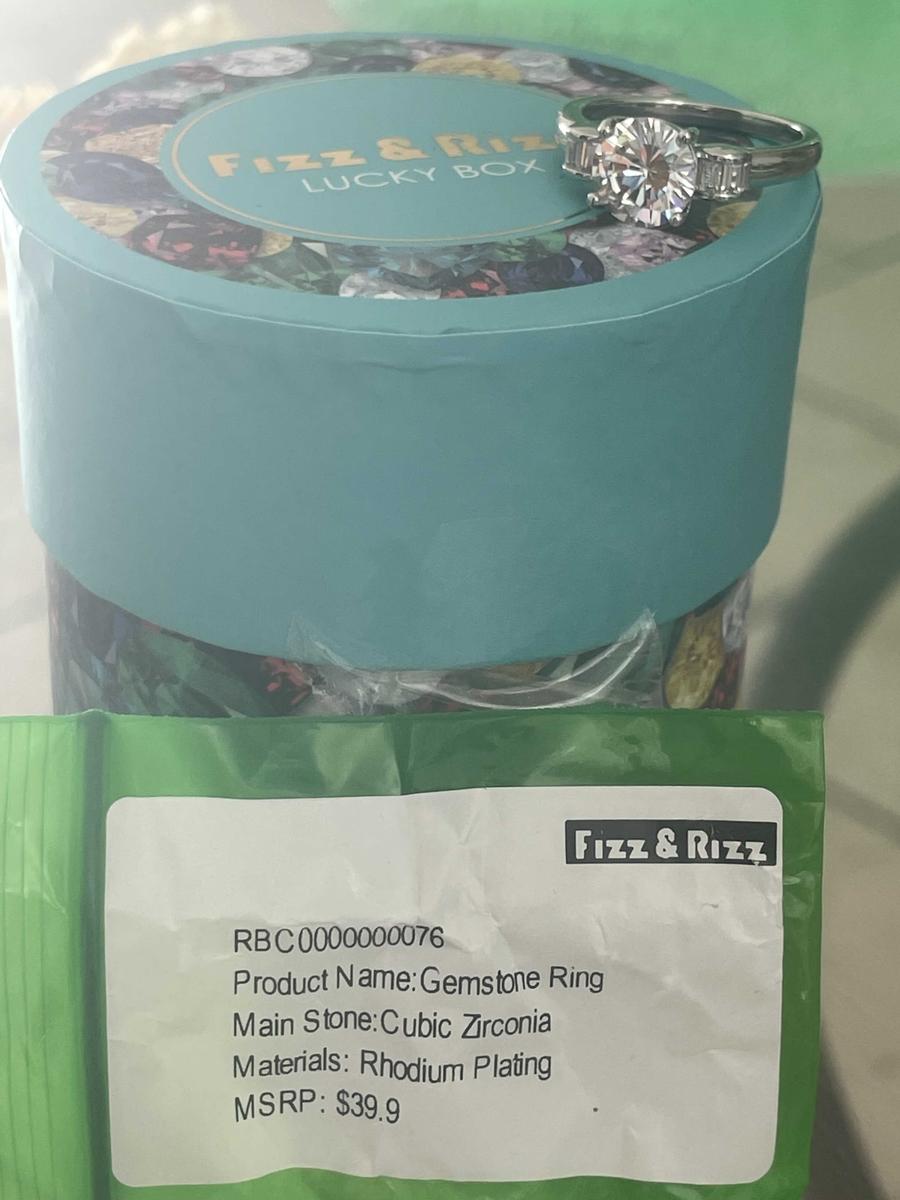 Fizz & Riz
LUCKY BOX
Fizz & Rizz
RBC0000000076
Product Name:Gemstone Ring
Main Stone:Cubic Zirconia
Materials: Rhodium Plating
MSRP: $39.9